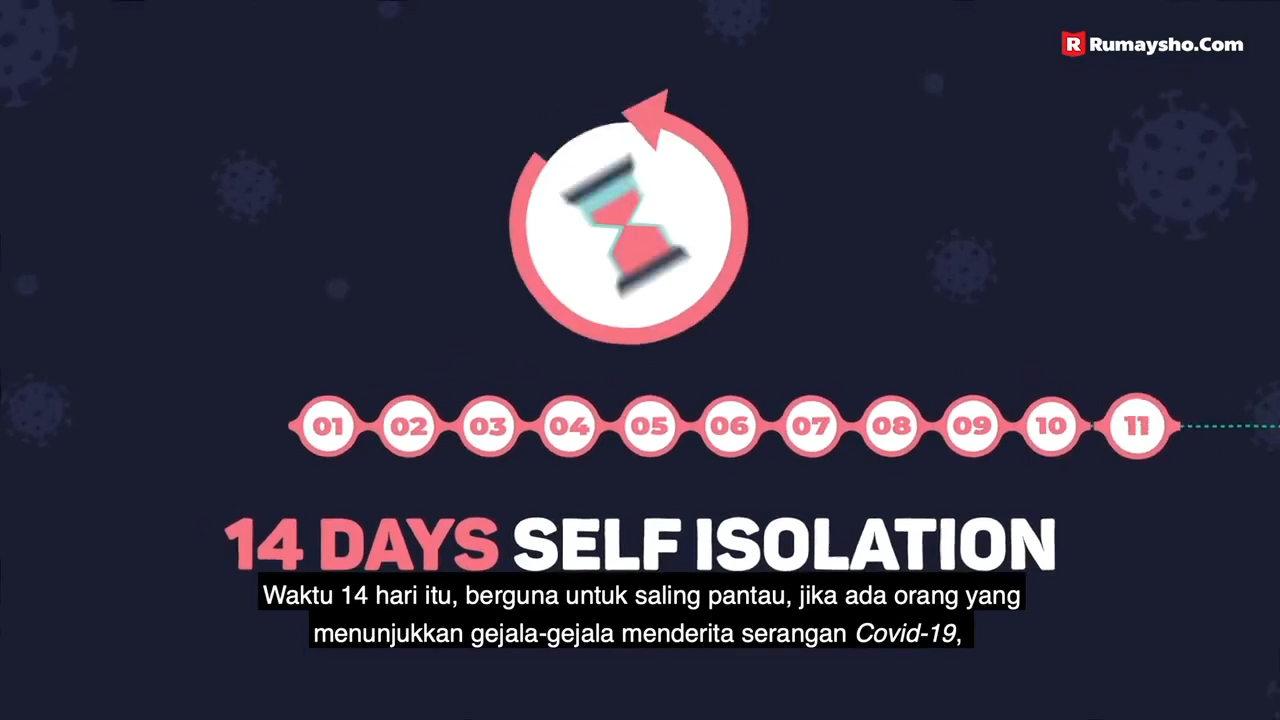 R Rumaysho.Com
01 02 03 04 05 06 07 08 09 10 11
14 DAYS SELF ISOLATION
Waktu 14 hari itu, berguna untuk saling pantau, jika ada orang yang
menunjukkan gejala-gejala menderita serangan Covid-19,